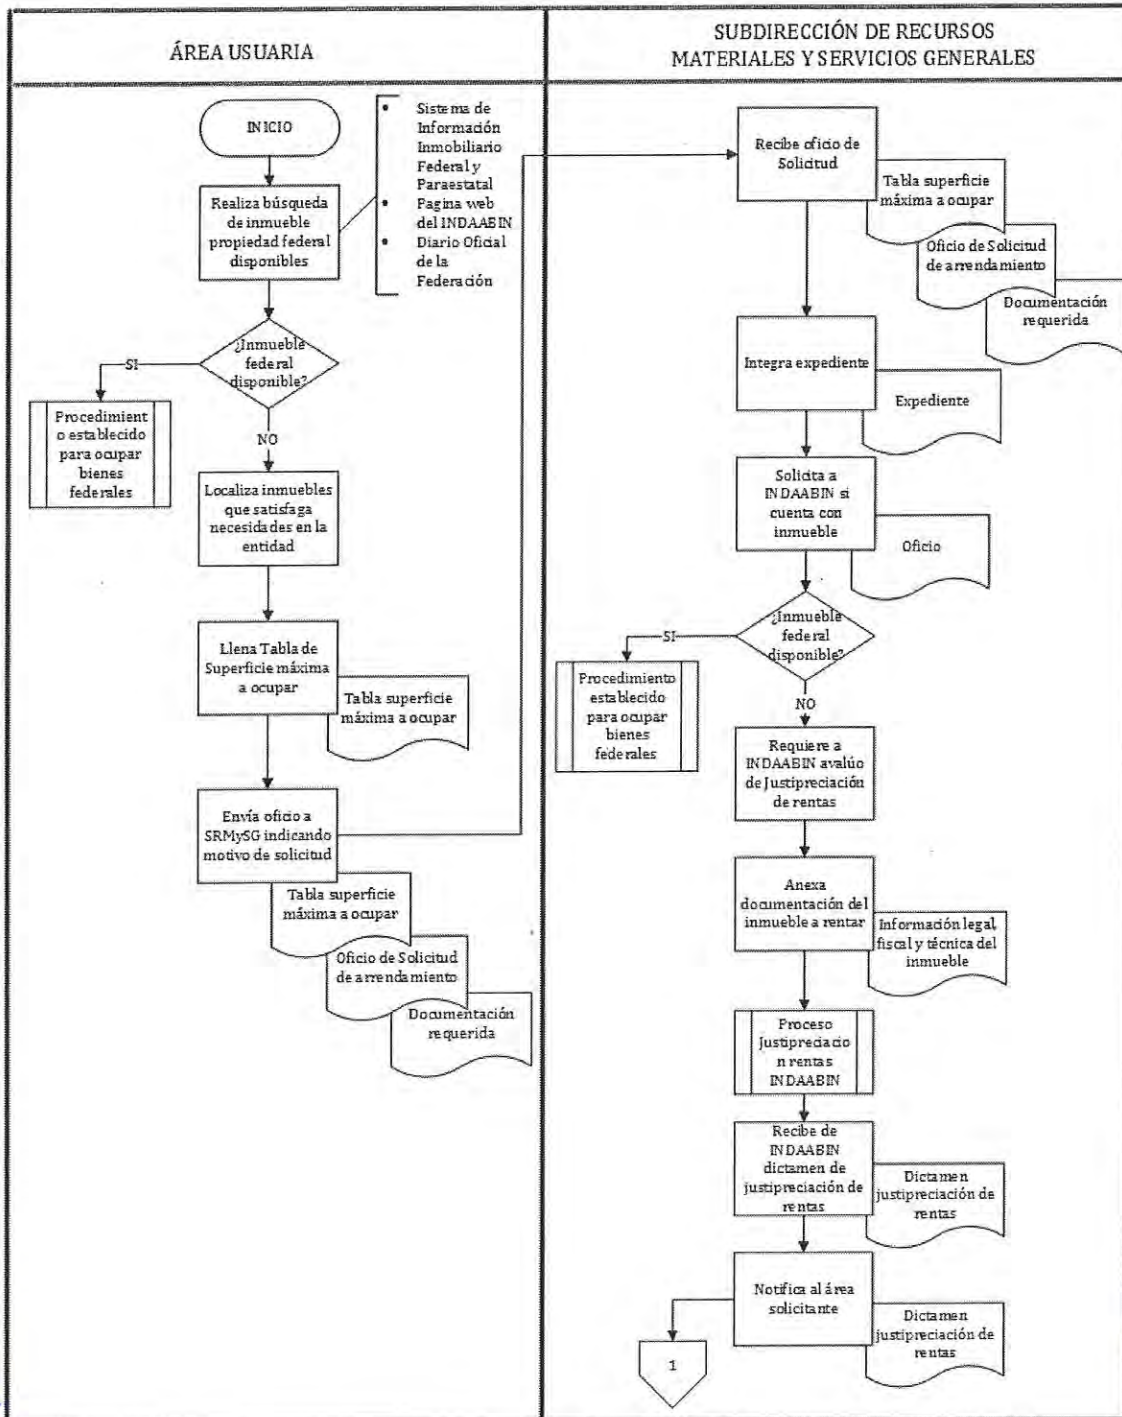 ÁREA USUARIA
SUBDIRECCIÓN DE RECURSOS
MATERIALES Y SERVICIOS GENERALES
INICIO
• Sistema de
Información
Inmobiliario
Federal y
Paraestatal
• Pagina web
del INDAABIN
• Diario Oficial
de la
Federación
Realiza búsqueda
de inmueble
propiedad federal
disponibles
¿Inmueble
federal
disponible?
SI
Procedimient
o establecido
para ocupar
bienes
federales
NO
Localiza inmuebles
que satisfaga
necesidades en la
entidad
Llena Tabla de
Superficie máxima
a ocupar
Tabla superficie
máxima a ocupar
Envía oficio a
SRMySG indicando
motivo de solicitud
Tabla superficie
máxima a ocupar
Oficio de Solicitud
de arrendamiento
Documentación
requerida
Recibe oficio de
Solicitud
Tabla superficie
máxima a ocupar
Oficio de Solicitud
de arrendamiento
Documentación
requerida
Integra expediente
Expediente
Solicita a
INDAABIN si
cuenta con
inmueble
Oficio
¿Inmueble
federal
disponible?
SI
Procedimiento
establecido
para ocupar
bienes
federales
NO
Requiere a
INDAABIN avalúo
de Justipreciación
de rentas
Anexa
documentación del
inmueble a rentar
Información legal,
fiscal y técnica del
inmueble
Proceso
Justipreciacio
n rentas
INDAABIN
Recibe de
INDAABIN
dictamen de
justipreciación de
rentas
Dictamen
justipreciación de
rentas
Notifica al área
solicitante
Dictamen
justipreciación de
rentas
1